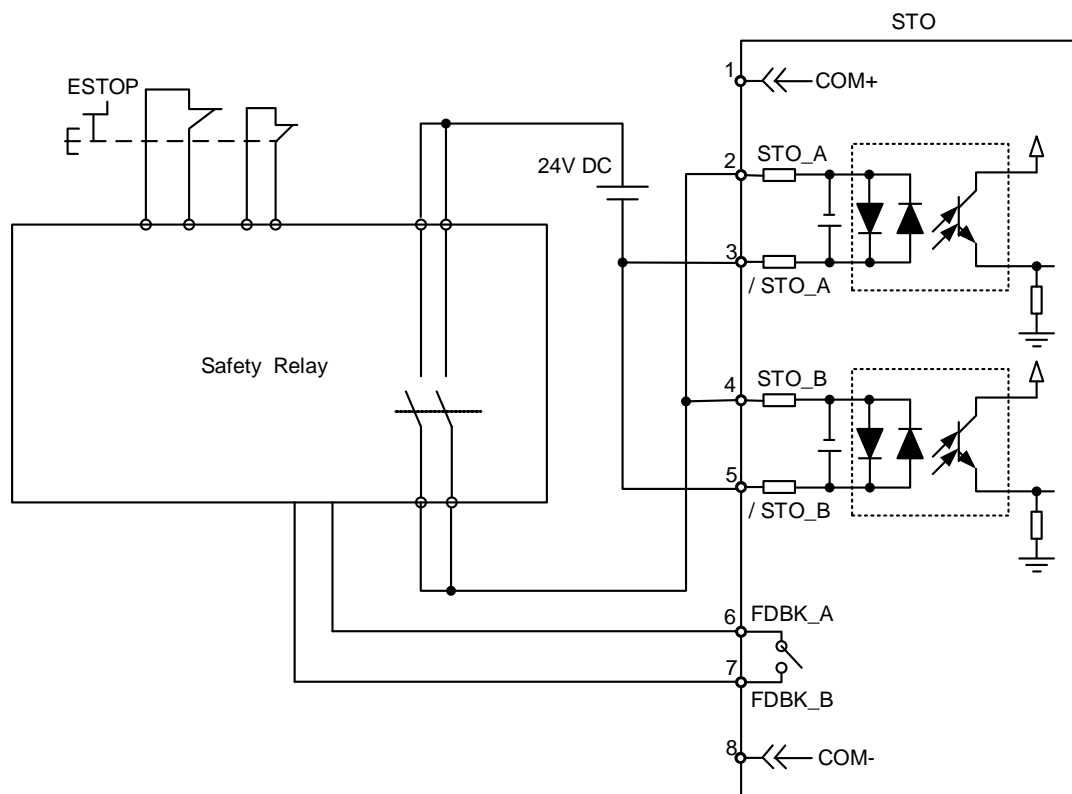 STO
1
COM+
ESTOP
24V DC
2
STO_A
3
/ STO_A
Safety Relay
4
STO_B
5
/ STO_B
6
FDBK_A
7
FDBK_B
8
COM-